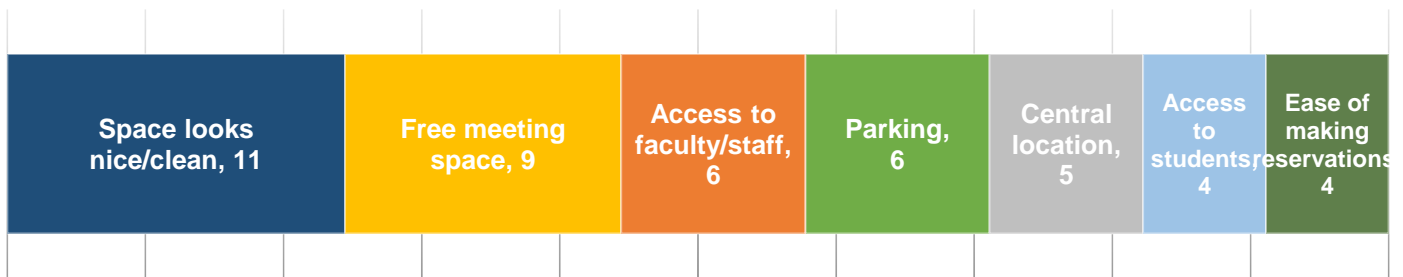 Space looks
nice/clean, 11
Free meeting
space, 9
Access to
faculty/staff,
6
Parking,
6
Central
location,
5
Access
to
students,
4
Ease of
making
reservations
4